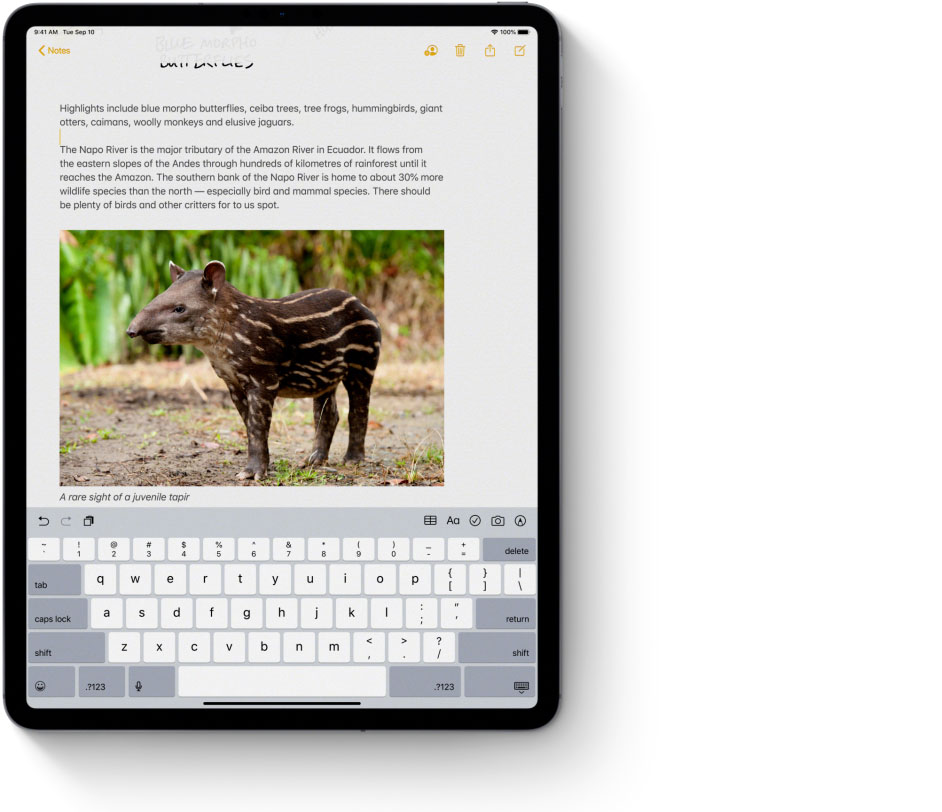 9:41 AM Tue Sep 10 100%
Notes
BLUE MORPHO
BUTTERFLIES
Highlights include blue morpho butterflies, ceiba trees, tree frogs, hummingbirds, giant
otters, caimans, woolly monkeys and elusive jaguars.
The Napo River is the major tributary of the Amazon River in Ecuador. It flows from
the eastern slopes of the Andes through hundreds of kilometres of rainforest until it
reaches the Amazon. The southern bank of the Napo River is home to about 30% more
wildlife species than the north — especially bird and mammal species. There should
be plenty of birds and other critters for to us spot.
A rare sight of a juvenile tapir
Aa
~ ! @ # $ % ^ & * ( ) _ +
` 1 2 3 4 5 6 7 8 9 0 - = delete
tab q w e r t y u i o p { [ } ] | \
caps lock a s d f g h j k l : ; " ' return
shift z x c v b n m < , > . ? / shift
.?123 .?123